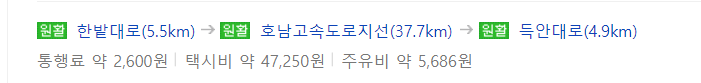 원활 한밭대로(5.5km) → 원활 호남고속도로지선(37.7km) → 원활 득안대로(4.9km)
통행료 약 2,600원 | 택시비 약 47,250원 | 주유비 약 5,686원